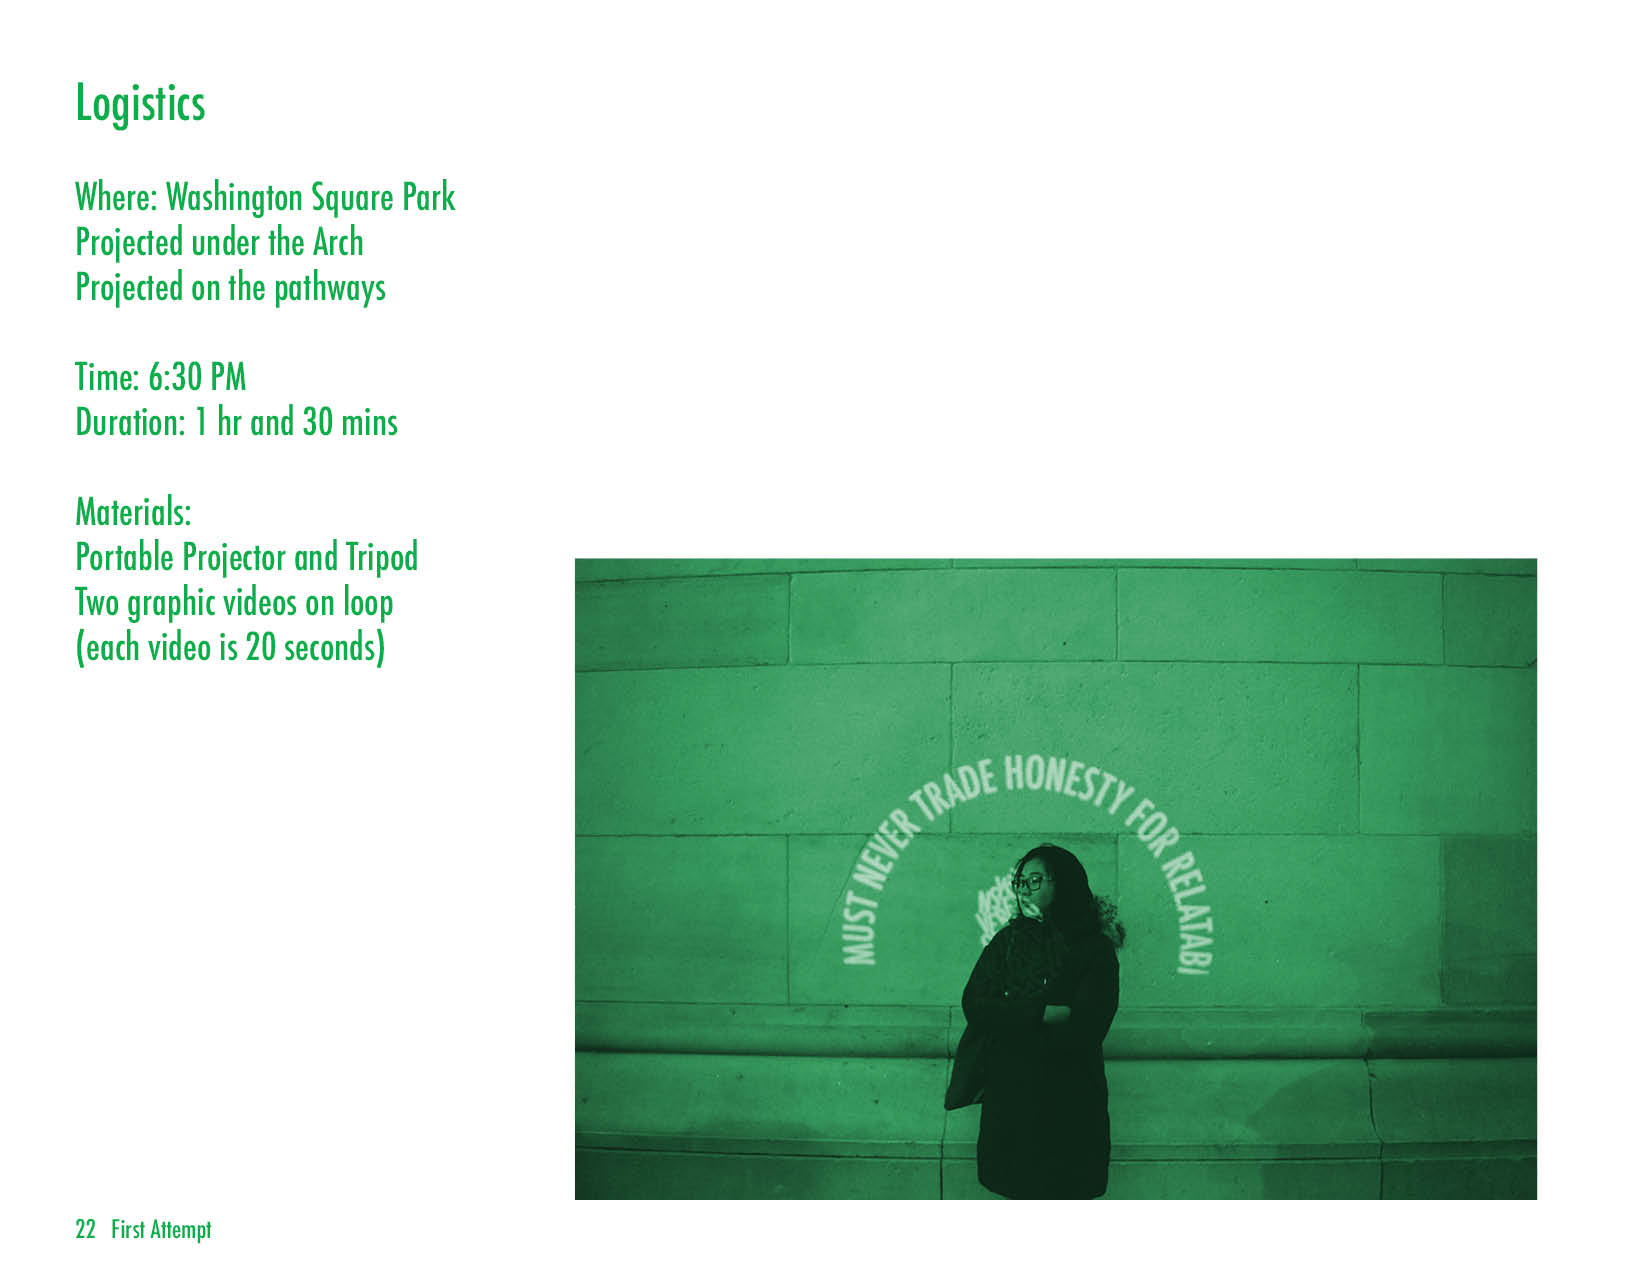 Logistics
Where: Washington Square Park
Projected under the Arch
Projected on the pathways
Time: 6:30 PM
Duration: 1 hr and 30 mins
Materials:
Portable Projector and Tripod
Two graphic videos on loop
(each video is 20 seconds)
MUST NEVER TRADE HONESTY FOR RELATABI
22 First Attempt